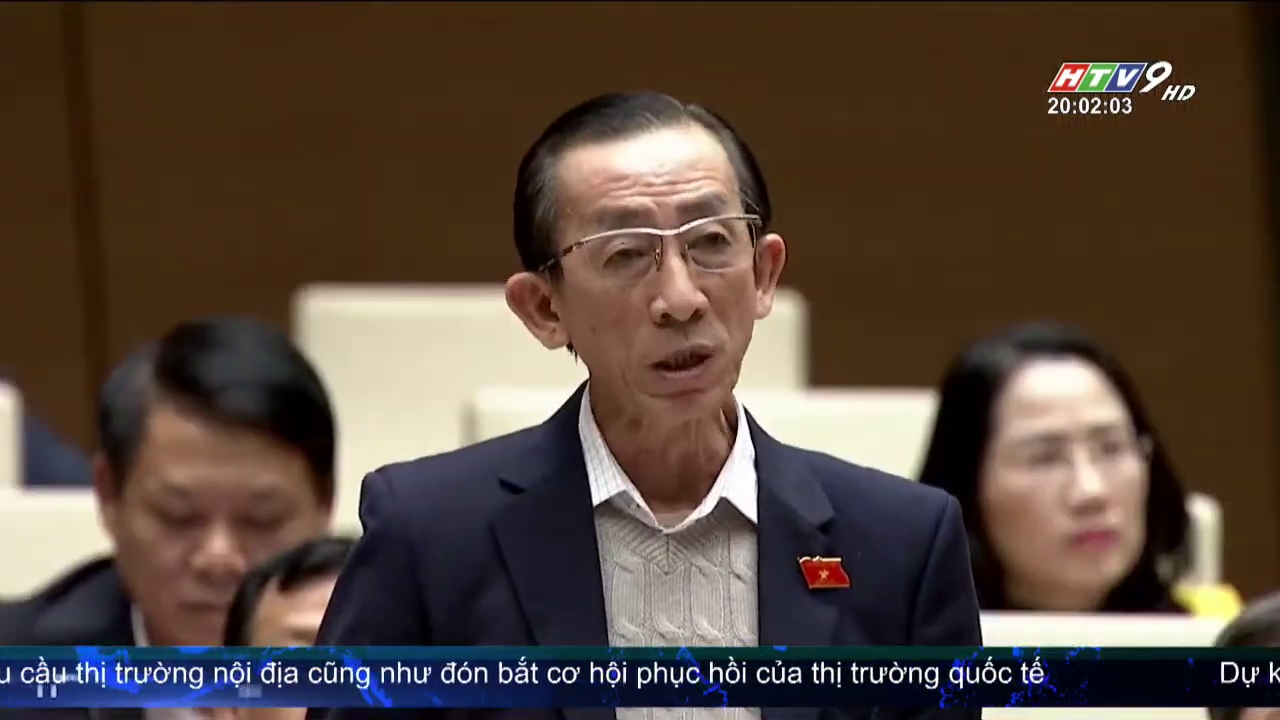 HTV9 HD
20:02:03
cầu thị trường nội địa cũng như đón bắt cơ hội phục hồi của thị trường quốc tế
Dự